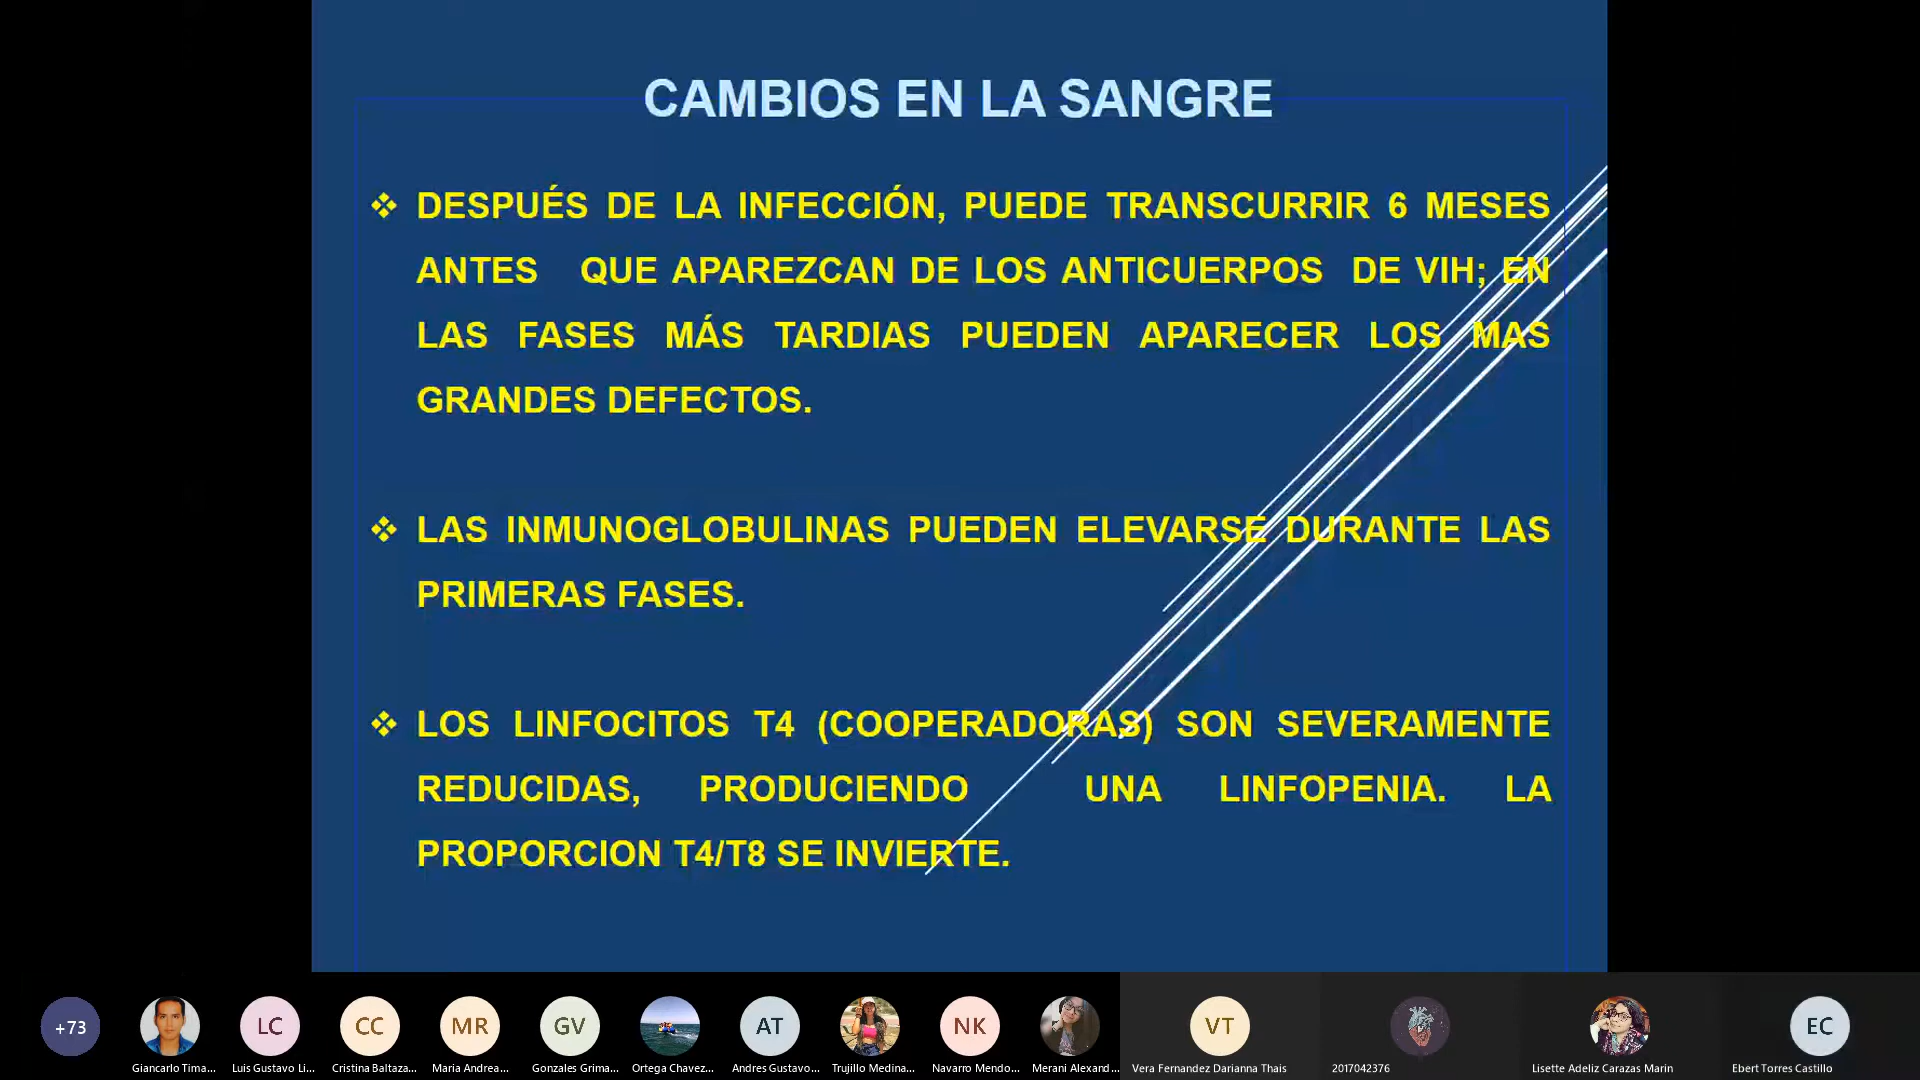 CAMBIOS EN LA SANGRE
❖ DESPUÉS DE LA INFECCIÓN, PUEDE TRANSCURRIR 6 MESES
ANTES QUE APAREZCAN DE LOS ANTICUERPOS DE VIH; EN
LAS FASES MÁS TARDIAS PUEDEN APARECER LOS MAS
GRANDES DEFECTOS.
❖ LAS INMUNOGLOBULINAS PUEDEN ELEVARSE DURANTE LAS
PRIMERAS FASES.
❖ LOS LINFOCITOS T4 (COOPERADORAS) SON SEVERAMENTE
REDUCIDAS, PRODUCIENDO UNA LINFOPENIA. LA
PROPORCION T4/T8 SE INVIERTE.
+73 LC CC MR GV AT NK VT EC
Giancarlo Tima... Luis Gustavo Li... Cristina Baltaza... Maria Andrea... Gonzales Grima... Ortega Chavez... Andres Gustavo... Trujillo Medina... Navarro Mendo... Merani Alexand... Vera Fernandez Darianna Thais 2017042376 Lisette Adeliz Carazas Marin Ebert Torres Castillo